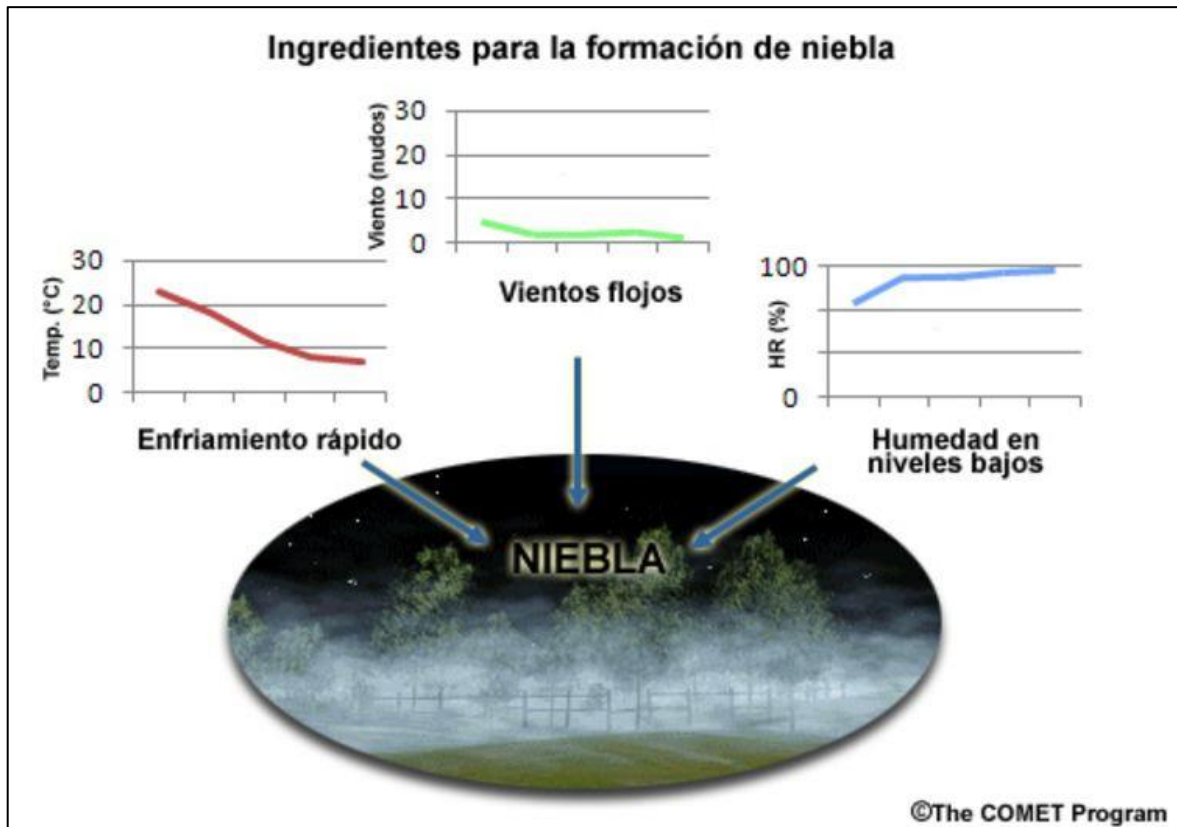 Ingredientes para la formación de niebla
Viento (nudos)
30
20
10
0
Vientos flojos
Temp. (°C)
30
20
10
0
Enfriamiento rápido
HR (%)
100
0
Humedad en
niveles bajos
NIEBLA
©The COMET Program